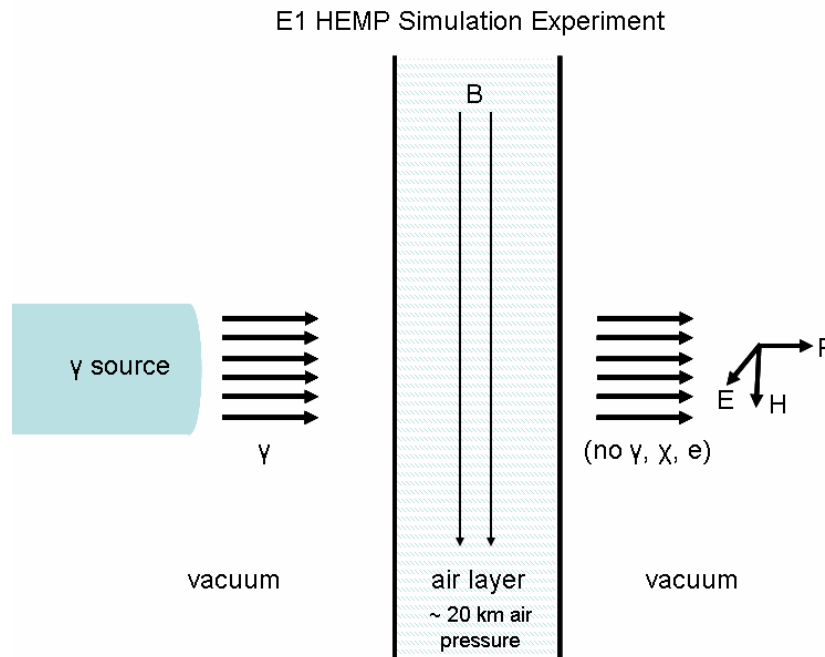 E1 HEMP Simulation Experiment
B
γ source
γ
E
H
(no γ, χ, e)
vacuum
air layer
~ 20 km air
pressure
vacuum